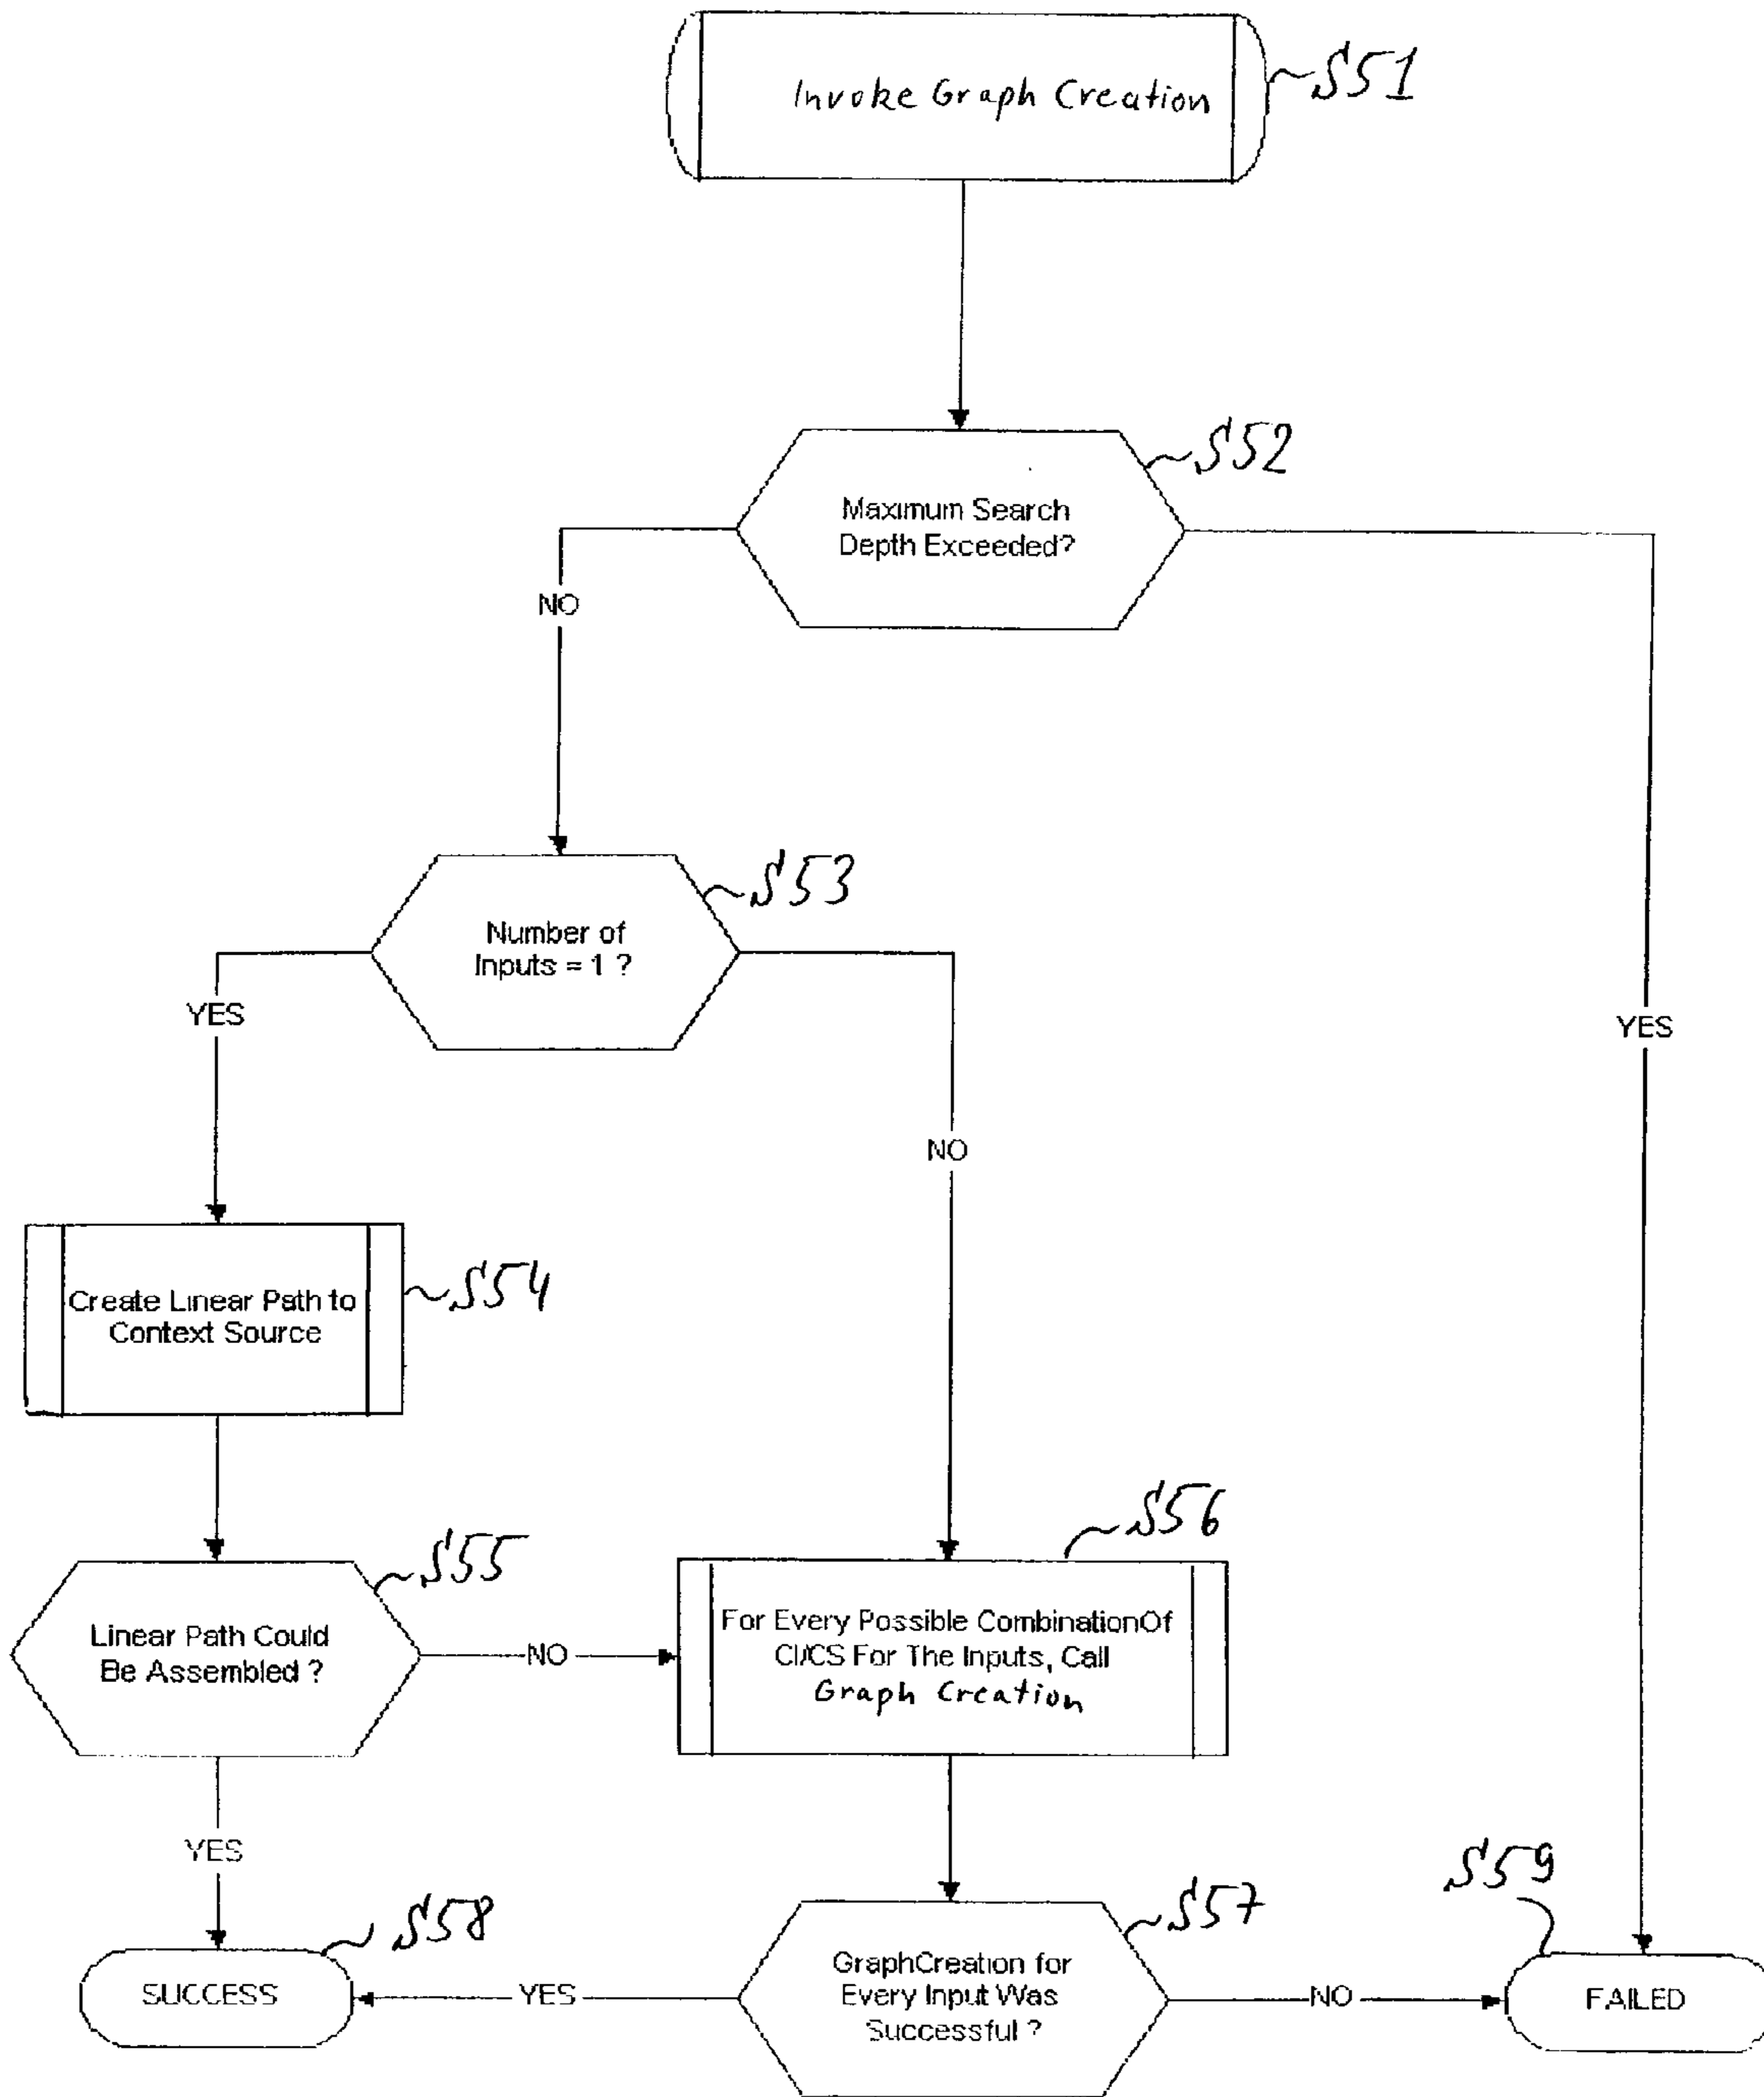 Invoke Graph Creation
S51
S52
Maximum Search
Depth Exceeded?
NO
YES
S53
Number of
Inputs = 1 ?
YES
NO
S54
Create Linear Path to
Context Source
S55
Linear Path Could
Be Assembled ?
NO
YES
S56
For Every Possible CombinationOf
CI/CS For The Inputs, Call
Graph Creation
S57
GraphCreation for
Every Input Was
Successful ?
YES
NO
S58
SUCCESS
S59
FAILED